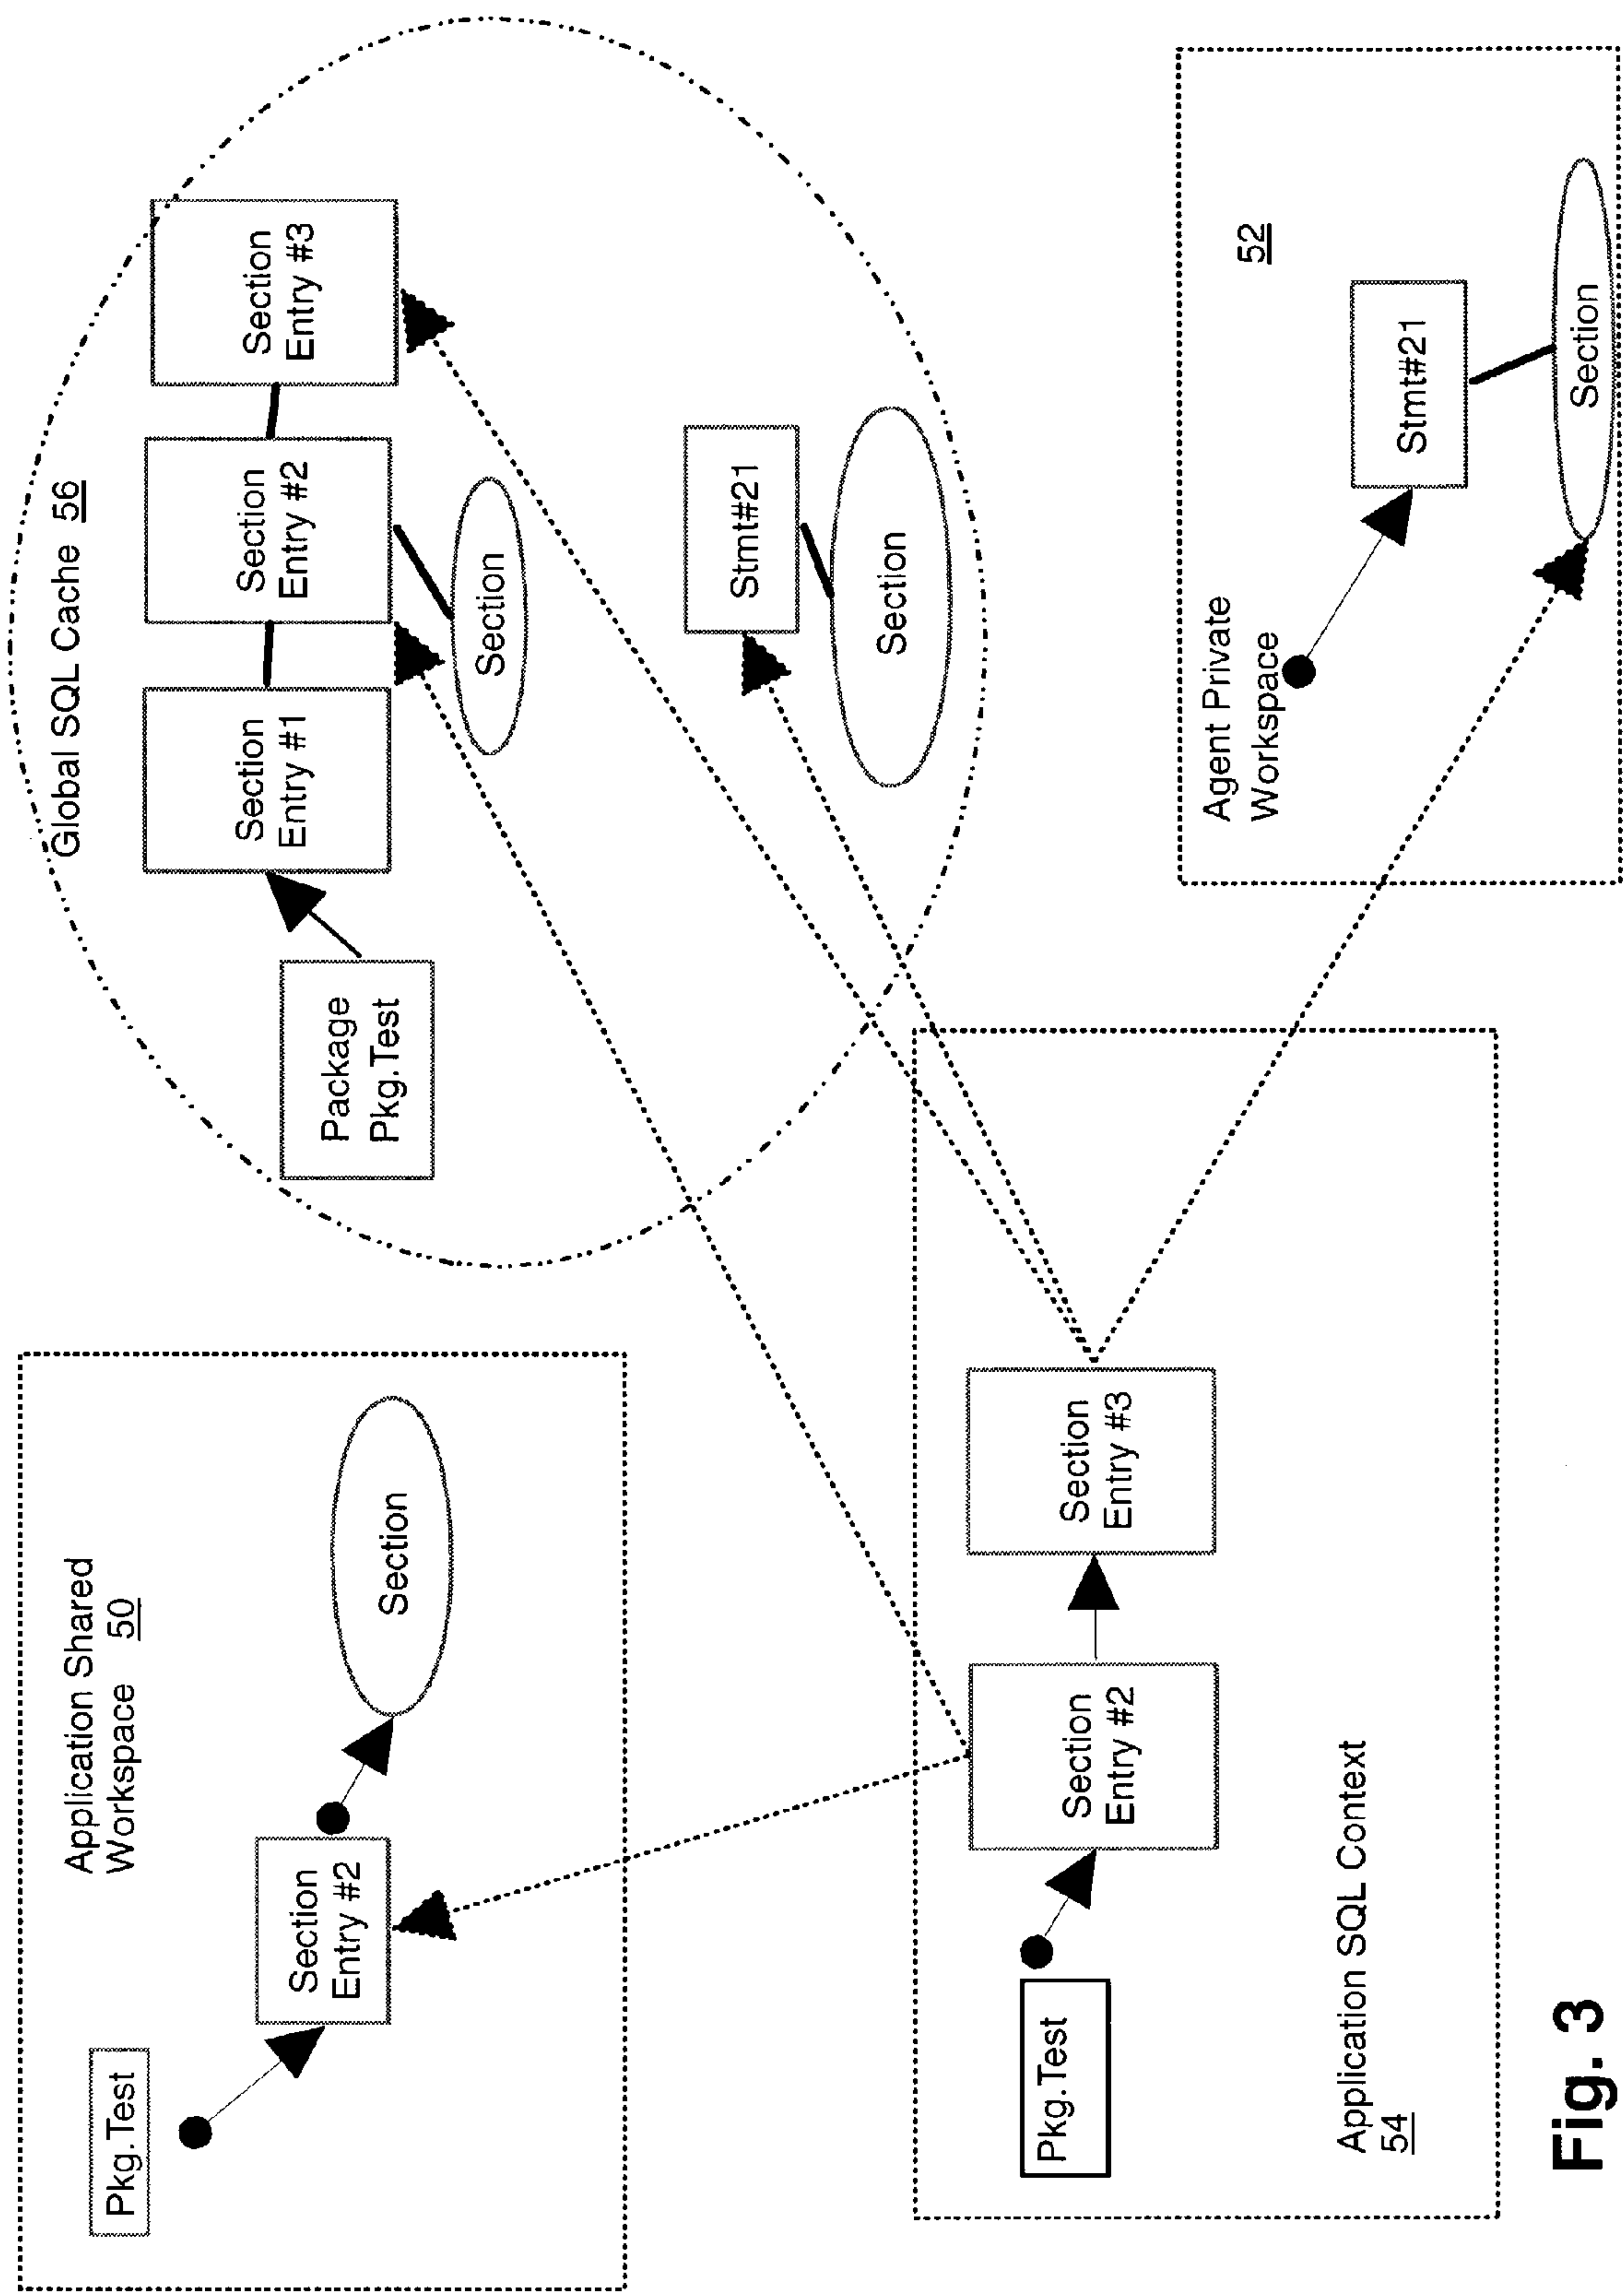 Pkg.Test
Application Shared
Workspace 50
Section
Entry #2
Section
Global SQL Cache 56
Package
Pkg.Test
Section
Entry #1
Section
Entry #2
Section
Entry #3
Section
Stmt#21
Section
Pkg.Test
Section
Entry #2
Section
Entry #3
Application SQL Context
54
Agent Private
Workspace
52
Stmt#21
Section
Fig. 3